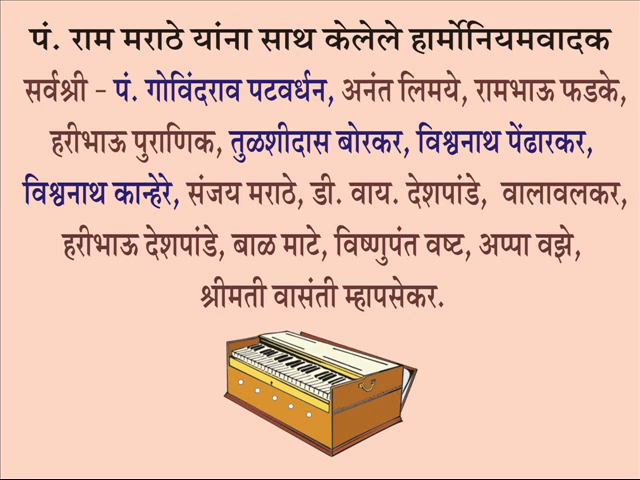 पं. राम मराठे यांना साथ केलेले हार्मोनियमवादक
सर्वश्री - पं. गोविंदराव पटवर्धन, अनंत लिमये, रामभाऊ फडके,
हरीभाऊ पुराणिक, तुळशीदास बोरकर, विश्वनाथ पेंढारकर,
विश्वनाथ कान्हेरे, संजय मराठे, डी. वाय. देशपांडे, वालावलकर,
हरीभाऊ देशपांडे, बाळ माटे, विष्णुपंत वष्ट, अप्पा वझे,
श्रीमती वासंती म्हापसेकर.